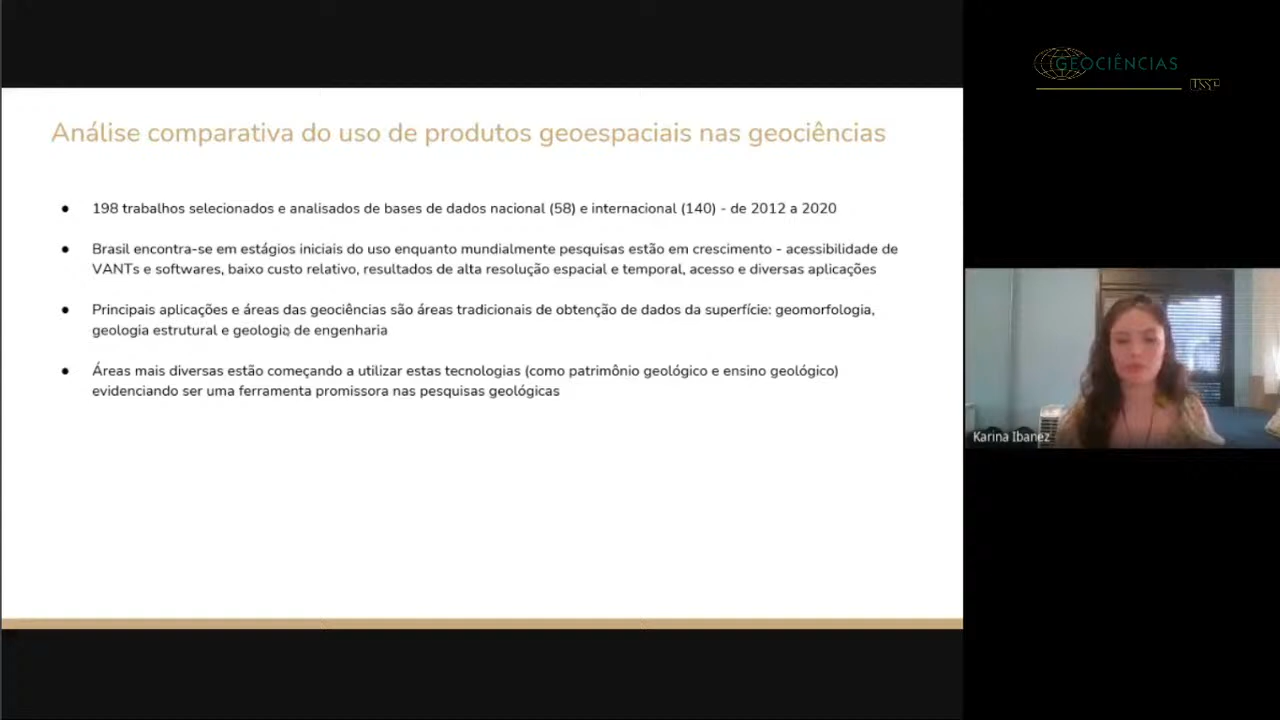 Análise comparativa do uso de produtos geoespaciais nas geociências
● 198 trabalhos selecionados e analisados de bases de dados nacional (58) e internacional (140) - de 2012 a 2020
● Brasil encontra-se em estágios iniciais do uso enquanto mundialmente pesquisas estão em crescimento - acessibilidade de
VANTs e softwares, baixo custo relativo, resultados de alta resolução espacial e temporal, acesso e diversas aplicações
● Principais aplicações e áreas das geociências são áreas tradicionais de obtenção de dados da superfície: geomorfologia,
geologia estrutural e geologia de engenharia
● Áreas mais diversas estão começando a utilizar estas tecnologias (como patrimônio geológico e ensino geológico)
evidenciando ser uma ferramenta promissora nas pesquisas geológicas
GEOCIÊNCIAS
USP
Karina Ibanez